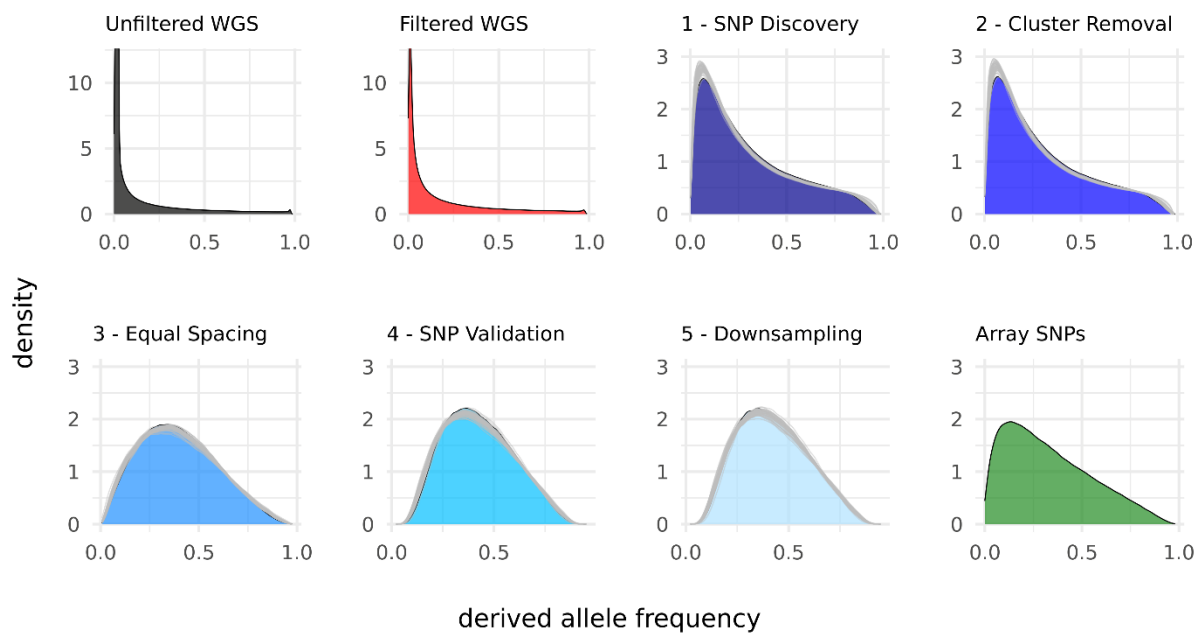 Unfiltered WGS
Filtered WGS
1 - SNP Discovery
2 - Cluster Removal
10
5
0
0.0 0.5 1.0
10
5
0
0.0 0.5 1.0
3
2
1
0
0.0 0.5 1.0
3
2
1
0
0.0 0.5 1.0
density
3 - Equal Spacing
4 - SNP Validation
5 - Downsampling
Array SNPs
3
2
1
0
0.0 0.5 1.0
3
2
1
0
0.0 0.5
3
2
1
0
0.0 0.5
3
2
1
0
0.0 0.5 1.0
derived allele frequency